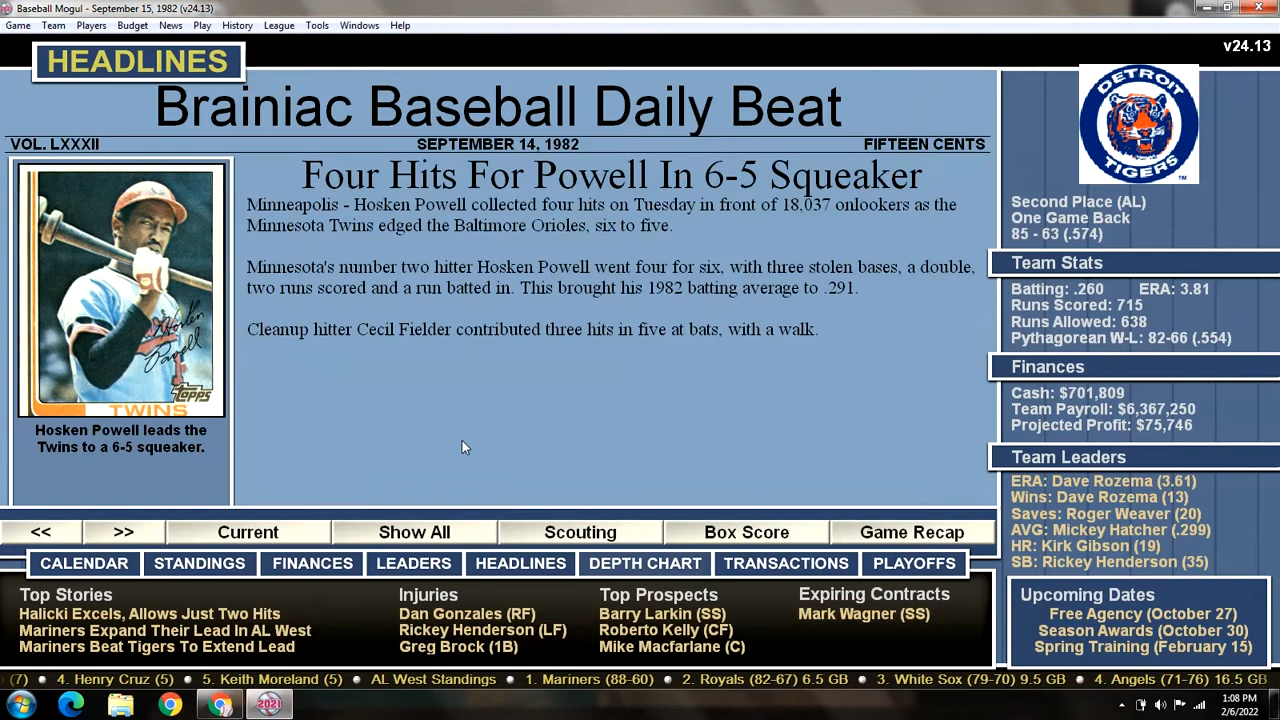 Baseball Mogul - September 15, 1982 (v24.13)
Game Team Players Budget News Play History League Tools Windows Help
HEADLINES
v24.13
Brainiac Baseball Daily Beat
VOL. LXXXII SEPTEMBER 14, 1982 FIFTEEN CENTS
Four Hits For Powell In 6-5 Squeaker
Minneapolis - Hosken Powell collected four hits on Tuesday in front of 18,037 onlookers as the
Minnesota Twins edged the Baltimore Orioles, six to five.
Minnesota's number two hitter Hosken Powell went four for six, with three stolen bases, a double,
two runs scored and a run batted in. This brought his 1982 batting average to .291.
Cleanup hitter Cecil Fielder contributed three hits in five at bats, with a walk.
Hosken
Powell
Topps
TWINS
Hosken Powell leads the
Twins to a 6-5 squeaker.
DETROIT
TIGERS
TM
Second Place (AL)
One Game Back
85 - 63 (.574)
Team Stats
Batting: .260 ERA: 3.81
Runs Scored: 715
Runs Allowed: 638
Pythagorean W-L: 82-66 (.554)
Finances
Cash: $701,809
Team Payroll: $6,367,250
Projected Profit: $75,746
Team Leaders
ERA: Dave Rozema (3.61)
Wins: Dave Rozema (13)
Saves: Roger Weaver (20)
AVG: Mickey Hatcher (.299)
HR: Kirk Gibson (19)
SB: Rickey Henderson (35)
<< >> Current Show All Scouting Box Score Game Recap
CALENDAR STANDINGS FINANCES LEADERS HEADLINES DEPTH CHART TRANSACTIONS PLAYOFFS
Top Stories
Halicki Excels, Allows Just Two Hits
Mariners Expand Their Lead In AL West
Mariners Beat Tigers To Extend Lead
Injuries
Dan Gonzales (RF)
Rickey Henderson (LF)
Greg Brock (1B)
Top Prospects
Barry Larkin (SS)
Roberto Kelly (CF)
Mike Macfarlane (C)
Expiring Contracts
Mark Wagner (SS)
Upcoming Dates
Free Agency (October 27)
Season Awards (October 30)
Spring Training (February 15)
(7) • 4. Henry Cruz (5) • 5. Keith Moreland (5) • AL West Standings • 1. Mariners (88-60) • 2. Royals (82-67) 6.5 GB • 3. White Sox (79-70) 9.5 GB • 4. Angels (71-76) 16.5 GB
2021
1:08 PM
2/6/2022